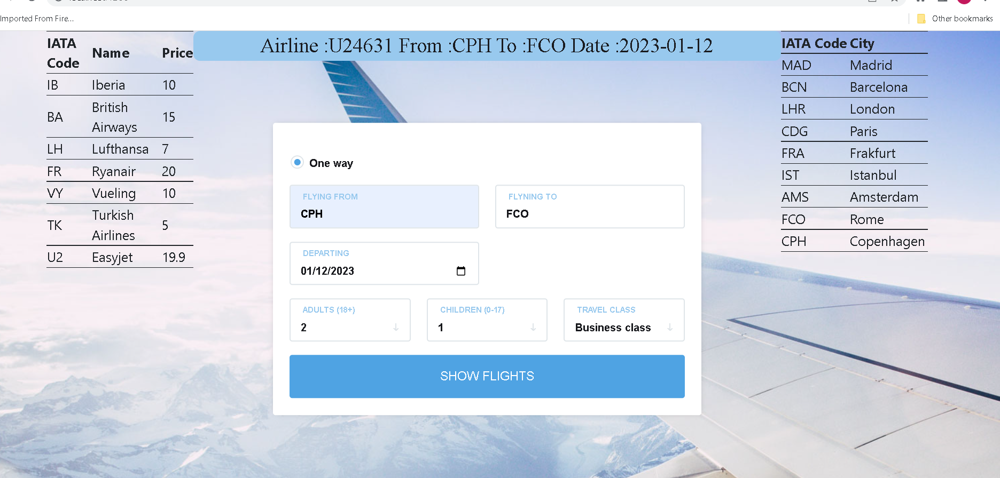 Imported From Fire...
Other bookmarks
IATA Code Name Price
IB Iberia 10
BA British Airways 15
LH Lufthansa 7
FR Ryanair 20
VY Vueling 10
TK Turkish Airlines 5
U2 Easyjet 19.9
Airline :U24631 From :CPH To :FCO Date :2023-01-12
One way
FLYING FROM
CPH
FLYNING TO
FCO
DEPARTING
01/12/2023
ADULTS (18+)
2
CHILDREN (0-17)
1
TRAVEL CLASS
Business class
SHOW FLIGHTS
IATA Code City
MAD Madrid
BCN Barcelona
LHR London
CDG Paris
FRA Frakfurt
IST Istanbul
AMS Amsterdam
FCO Rome
CPH Copenhagen